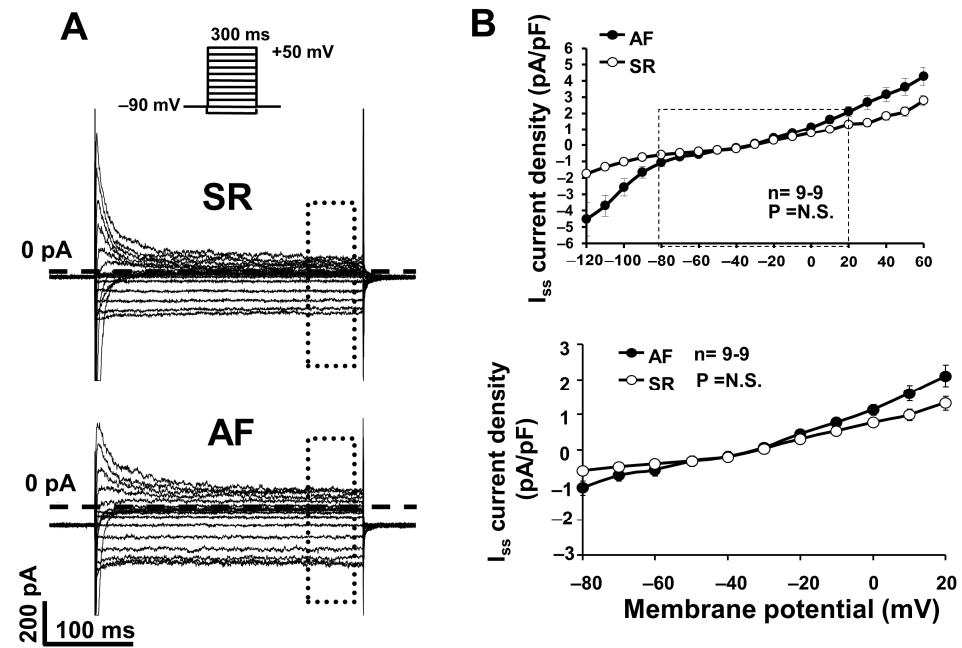 A
300 ms
+50 mV
–90 mV
SR
0 pA
AF
0 pA
200 pA
100 ms
B
Iss current density (pA/pF)
AF
SR
6
5
4
3
2
1
0
–1
–2
–3
–4
–5
–6
n= 9-9
P =N.S.
–120 –100 –80 –60 –40 –20 0 20 40 60
Iss current density
(pA/pF)
AF n= 9-9
SR P =N.S.
3
2
1
0
–1
–2
–3
–80 –60 –40 –20 0 20
Membrane potential (mV)